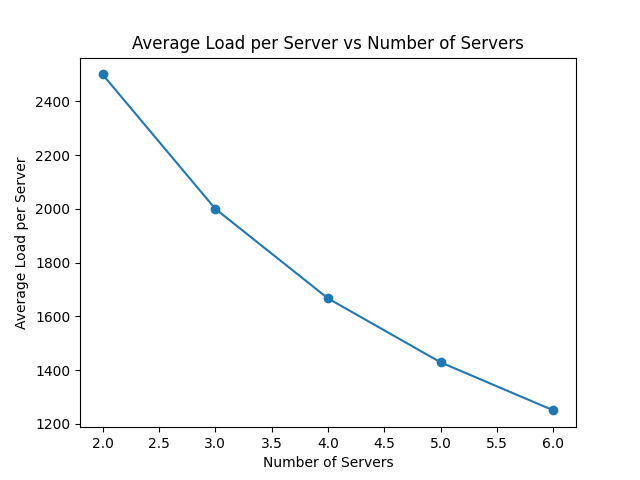 Average Load per Server vs Number of Servers
2400
2200
2000
1800
1600
1400
1200
Average Load per Server
2.0 2.5 3.0 3.5 4.0 4.5 5.0 5.5 6.0
Number of Servers